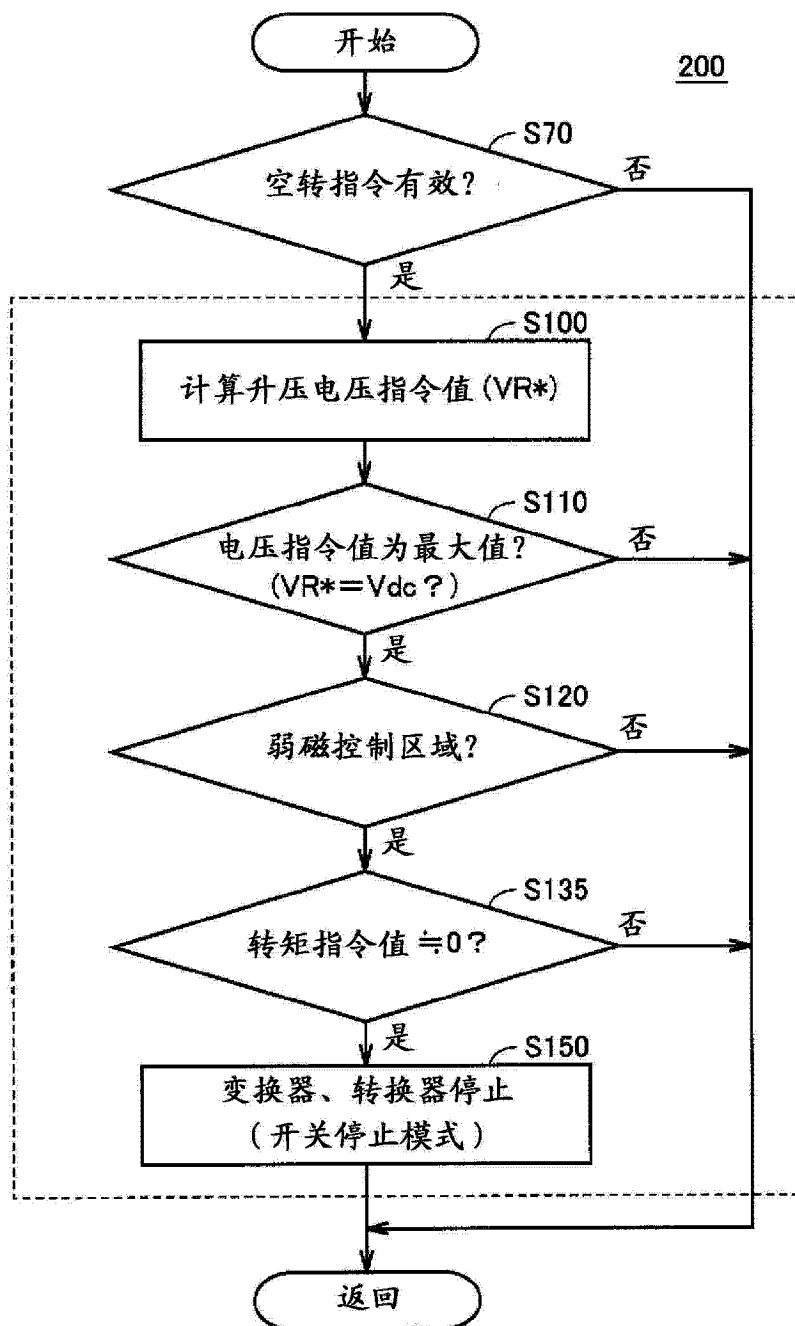 开始
200
S70
空转指令有效?
否
是
S100
计算升压电压指令值(VR*)
S110
电压指令值为最大值?
(VR*=Vdc?)
否
是
S120
弱磁控制区域?
否
是
S135
转矩指令值≒0?
否
是
S150
变换器、转换器停止
(开关停止模式)
返回